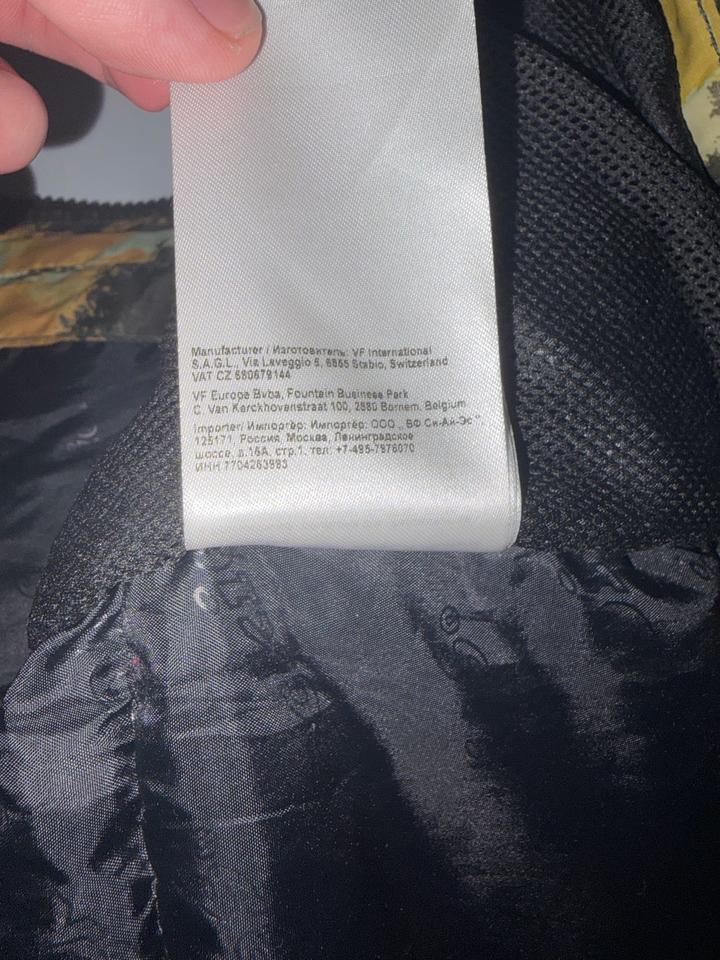 Manufacturer / Изготовитель: VF International
S.A.G.L., Via Laveggio 5, 6855 Stabio, Switzerland
VAT CZ 680679144
VF Europe Bvba, Fountain Business Park
C. Van Kerckhovenstraat 100, 2880 Bornem, Belgium
Importer/ Импортёр: Импортёр: ООО „ ВФ Си-Ай-Эс "
125171, Россия, Москва, Ленинградское
шоссе, д.16А, стр.1, тел: +7-495-7976070
ИНН 7704263983